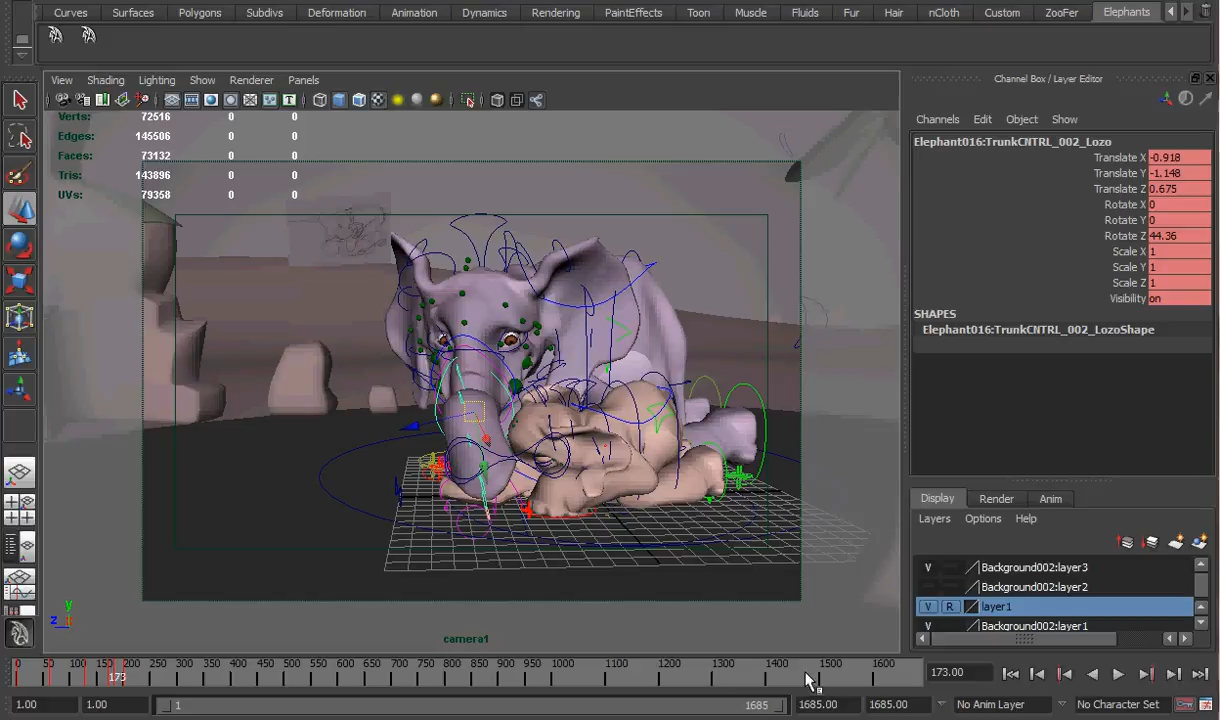 Curves Surfaces Polygons Subdivs Deformation Animation Dynamics Rendering PaintEffects Toon Muscle Fluids Fur Hair nCloth Custom ZooFer Elephants
View Shading Lighting Show Renderer Panels
Channel Box / Layer Editor
Channels Edit Object Show
Verts: 72516 0 0
Edges: 145506 0 0
Faces: 73132 0 0
Tris: 143896 0 0
UVs: 79358 0 0
Elephant016:TrunkCNTRL_002_Lozo
Translate X -0.918
Translate Y -1.148
Translate Z 0.675
Rotate X 0
Rotate Y 0
Rotate Z 44.36
Scale X 1
Scale Y 1
Scale Z 1
Visibility on
SHAPES
Elephant016:TrunkCNTRL_002_LozoShape
Display Render Anim
Layers Options Help
V Background002:layer3
Background002:layer2
V R layer1
V Background002:layer1
y
z
camera1
0 50 100 150 200 250 300 350 400 450 500 550 600 650 700 750 800 850 900 950 1000 1100 1200 1300 1400 1500 1600
173
173.00
1.00 1.00 1 1685 1685.00 1685.00 No Anim Layer No Character Set